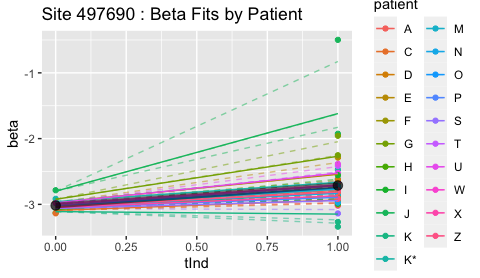 Site 497690 : Beta Fits by Patient
beta
-1
-2
-3
0.00
0.25
0.50
0.75
1.00
tInd
patient
A
C
D
E
F
G
H
I
J
K
K*
M
N
O
P
S
T
U
W
X
Z